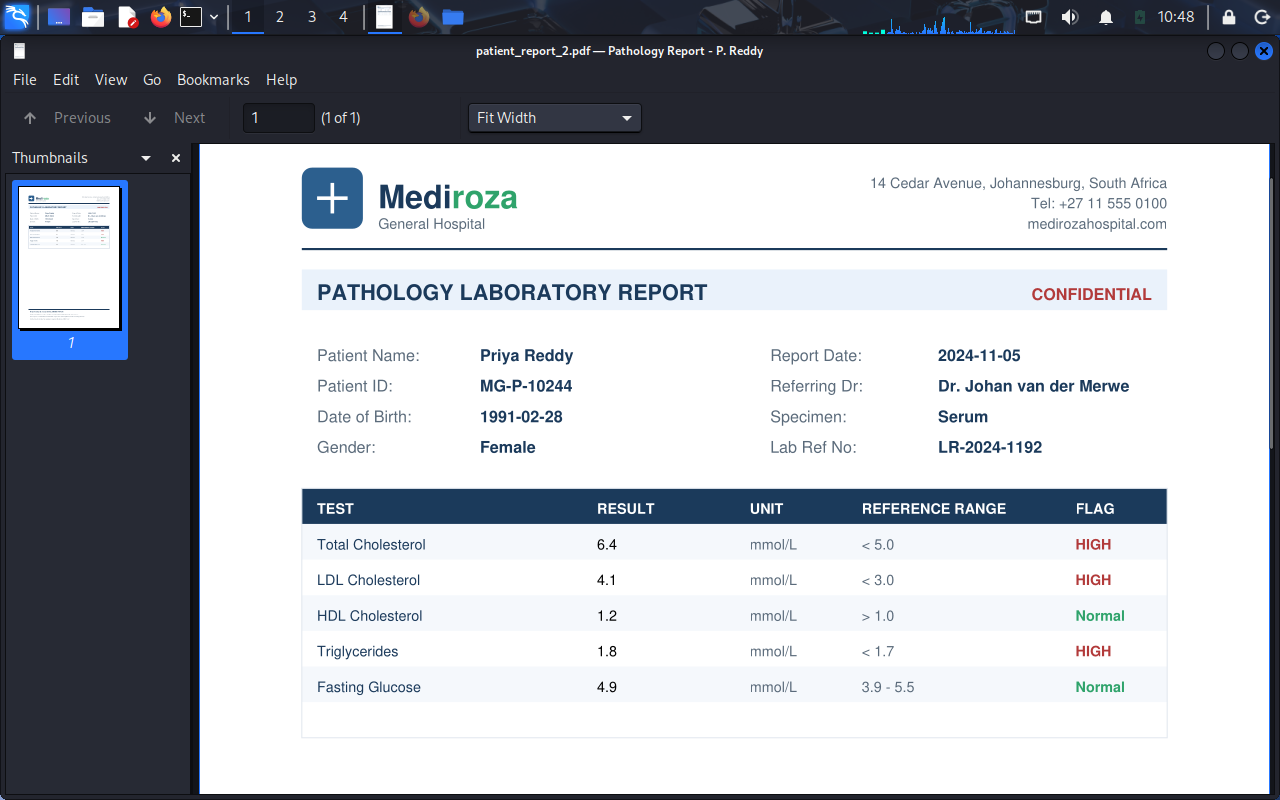 1 2 3 4 10:48
patient_report_2.pdf — Pathology Report - P. Reddy
File Edit View Go Bookmarks Help
Previous Next 1 (1 of 1) Fit Width
Thumbnails
1
Mediroza
General Hospital
14 Cedar Avenue, Johannesburg, South Africa
Tel: +27 11 555 0100
medirozahospital.com
PATHOLOGY LABORATORY REPORT CONFIDENTIAL
Patient Name: Priya Reddy Report Date: 2024-11-05
Patient ID: MG-P-10244 Referring Dr: Dr. Johan van der Merwe
Date of Birth: 1991-02-28 Specimen: Serum
Gender: Female Lab Ref No: LR-2024-1192
TEST RESULT UNIT REFERENCE RANGE FLAG
Total Cholesterol 6.4 mmol/L < 5.0 HIGH
LDL Cholesterol 4.1 mmol/L < 3.0 HIGH
HDL Cholesterol 1.2 mmol/L > 1.0 Normal
Triglycerides 1.8 mmol/L < 1.7 HIGH
Fasting Glucose 4.9 mmol/L 3.9 - 5.5 Normal